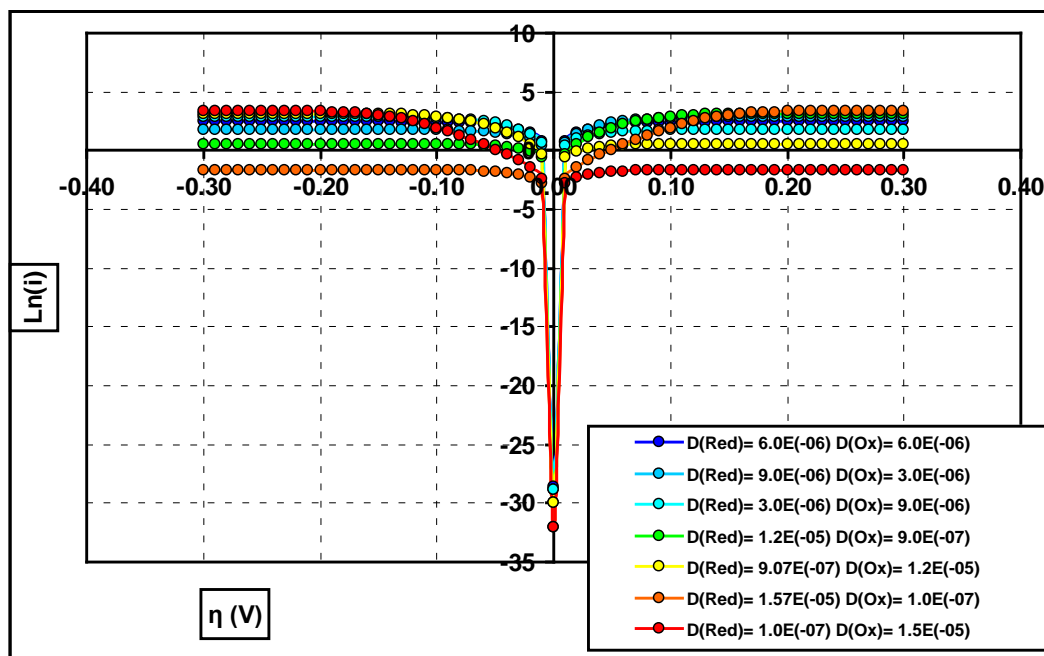 10
5
0
-0.40 -0.30 -0.20 -0.10 0.00 0.10 0.20 0.30 0.40
-5
-10
-15
-20
-25
-30
-35
Ln(i)
η (V)
D(Red)= 6.0E(-06) D(Ox)= 6.0E(-06)
D(Red)= 9.0E(-06) D(Ox)= 3.0E(-06)
D(Red)= 3.0E(-06) D(Ox)= 9.0E(-06)
D(Red)= 1.2E(-05) D(Ox)= 9.0E(-07)
D(Red)= 9.07E(-07) D(Ox)= 1.2E(-05)
D(Red)= 1.57E(-05) D(Ox)= 1.0E(-07)
D(Red)= 1.0E(-07) D(Ox)= 1.5E(-05)